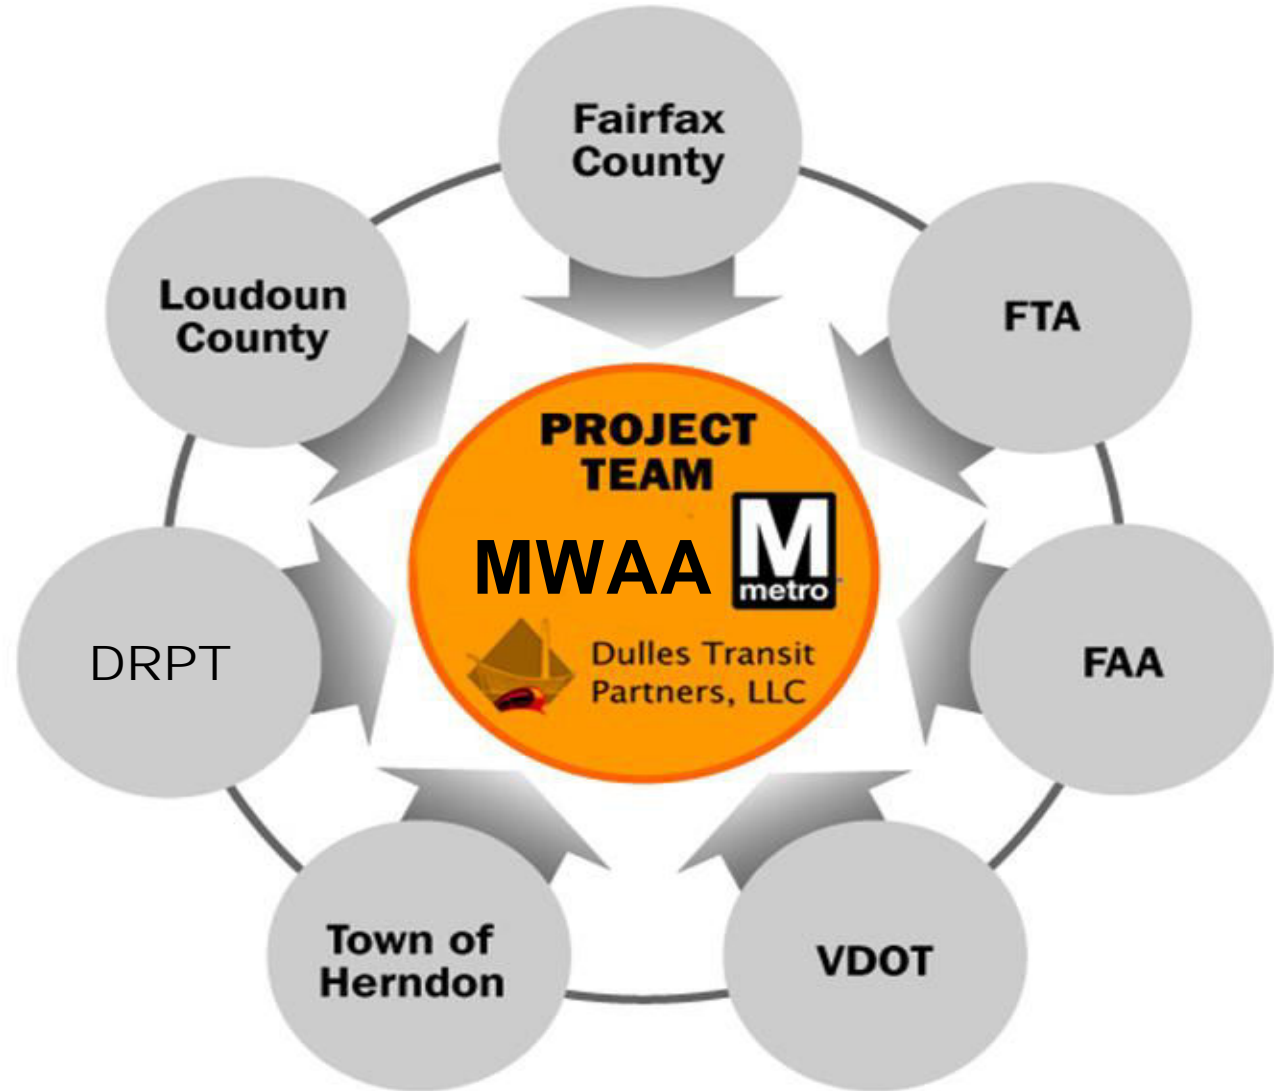 Fairfax
County
Loudoun
County
FTA
PROJECT
TEAM
MWAA
M
metro
Dulles Transit
Partners, LLC
DRPT
FAA
Town of
Herndon
VDOT